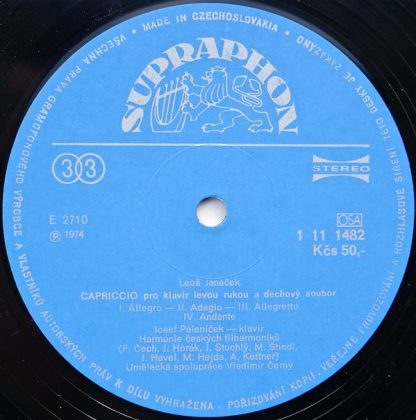 • MADE IN CZECHOSLOVAKIA •
VŠECHNA PRÁVA GRAMOFONOVÉHO VÝROBCE A VLASTNÍKŮ AUTORSKÝCH PRÁV K DÍLU VYHRAŽENA. POŘIZOVÁNÍ KOPIÍ, VEŘEJNÉ PROVOZOVÁNÍ A ROZHLASOVÉ ŠÍŘENÍ TÉTO DESKY JE ZAKÁZÁNO
SUPRAPHON
33
STEREO
E 2710
Ⓟ 1974
OSA
1 11 1482
Kčs 50,-
Leoš Janáček
CAPRICCIO pro klavír levou rukou a dechový soubor
I. Allegro — II. Adagio — III. Allegretto
IV. Andante
Josef Páleníček — klavír
Harmonie českých filharmoniků
(F. Čech, J. Horák, J. Stuchlý, M. Štindl,
J. Havel, M. Hejda, A. Kettner)
Umělecká spolupráce Vladimír Černý